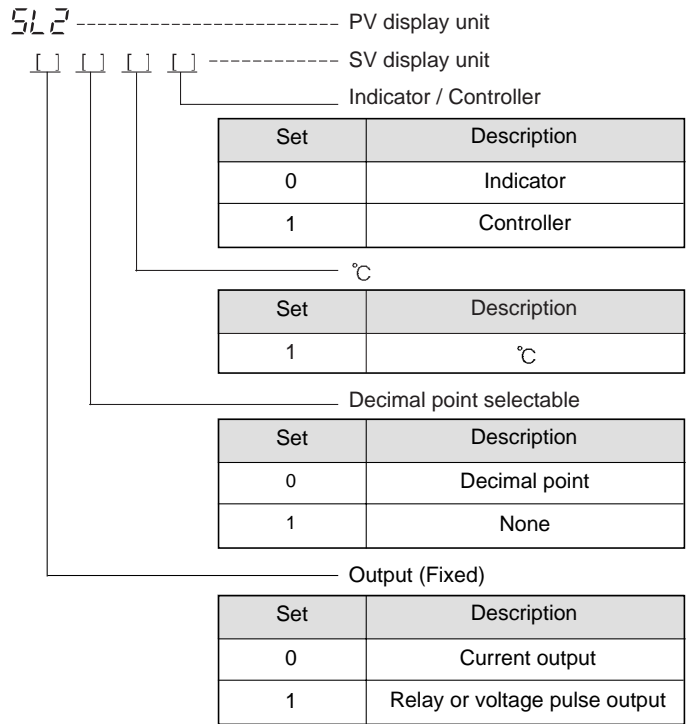 SL2 PV display unit
[ ] [ ] [ ] [ ] SV display unit
Indicator / Controller
Set Description
0 Indicator
1 Controller
℃
Set Description
1 ℃
Decimal point selectable
Set Description
0 Decimal point
1 None
Output (Fixed)
Set Description
0 Current output
1 Relay or voltage pulse output